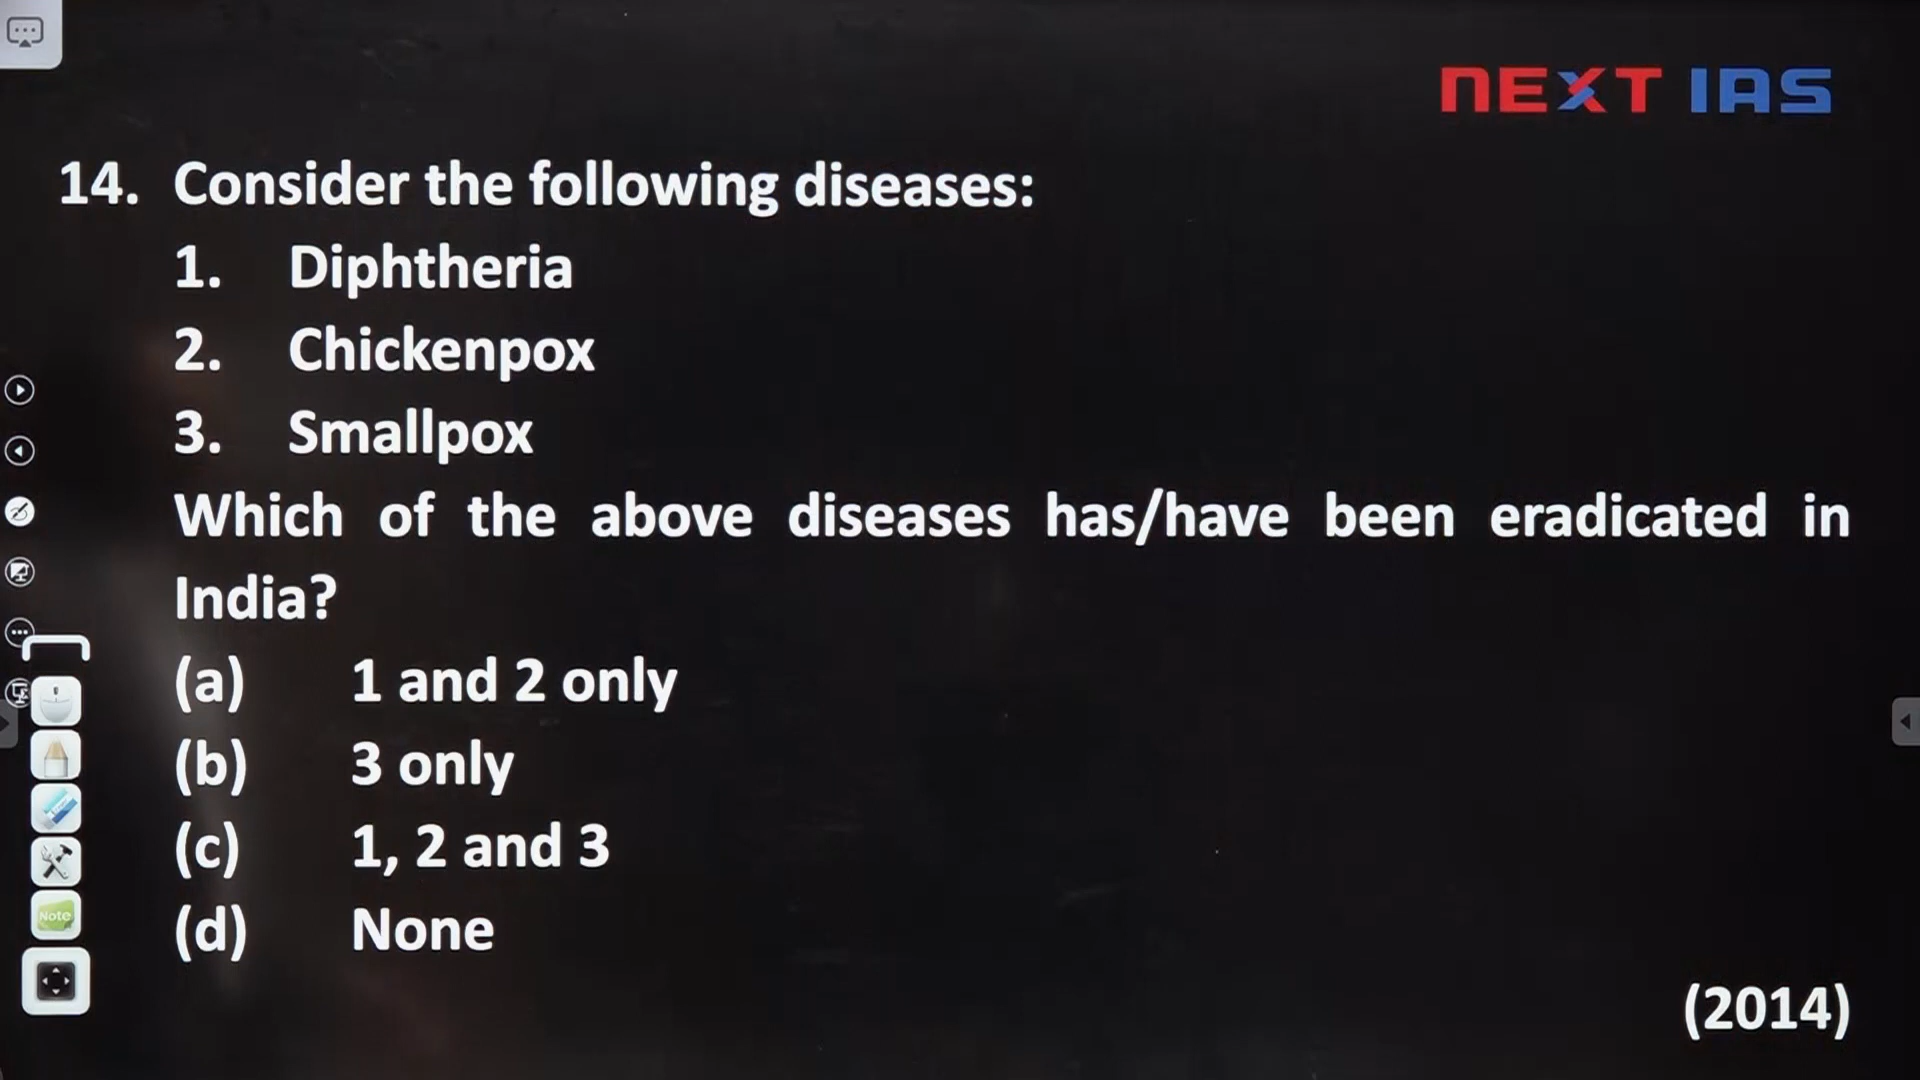 NEXT IAS
14. Consider the following diseases:
1. Diphtheria
2. Chickenpox
3. Smallpox
Which of the above diseases has/have been eradicated in
India?
(a) 1 and 2 only
(b) 3 only
(c) 1, 2 and 3
(d) None
Note
(2014)